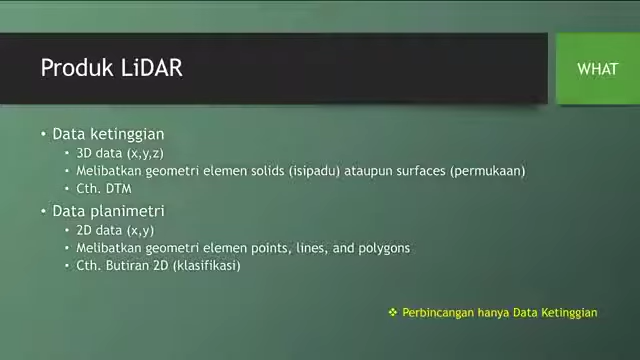 Produk LiDAR
WHAT
• Data ketinggian
• 3D data (x,y,z)
• Melibatkan geometri elemen solids (isipadu) ataupun surfaces (permukaan)
• Cth. DTM
• Data planimetri
• 2D data (x,y)
• Melibatkan geometri elemen points, lines, and polygons
• Cth. Butiran 2D (klasifikasi)
❖ Perbincangan hanya Data Ketinggian